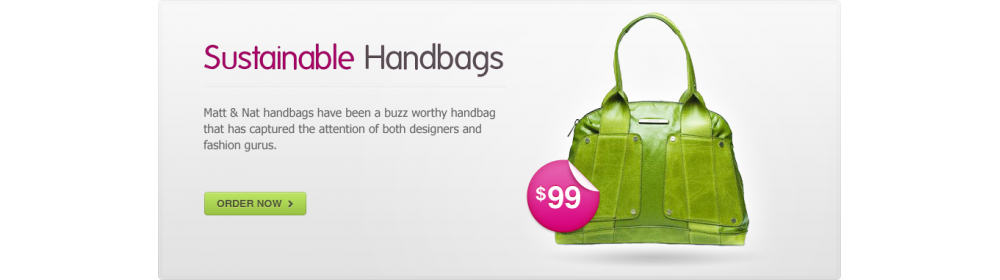 Sustainable Handbags
Matt & Nat handbags have been a buzz worthy handbag
that has captured the attention of both designers and
fashion gurus.
$99
ORDER NOW